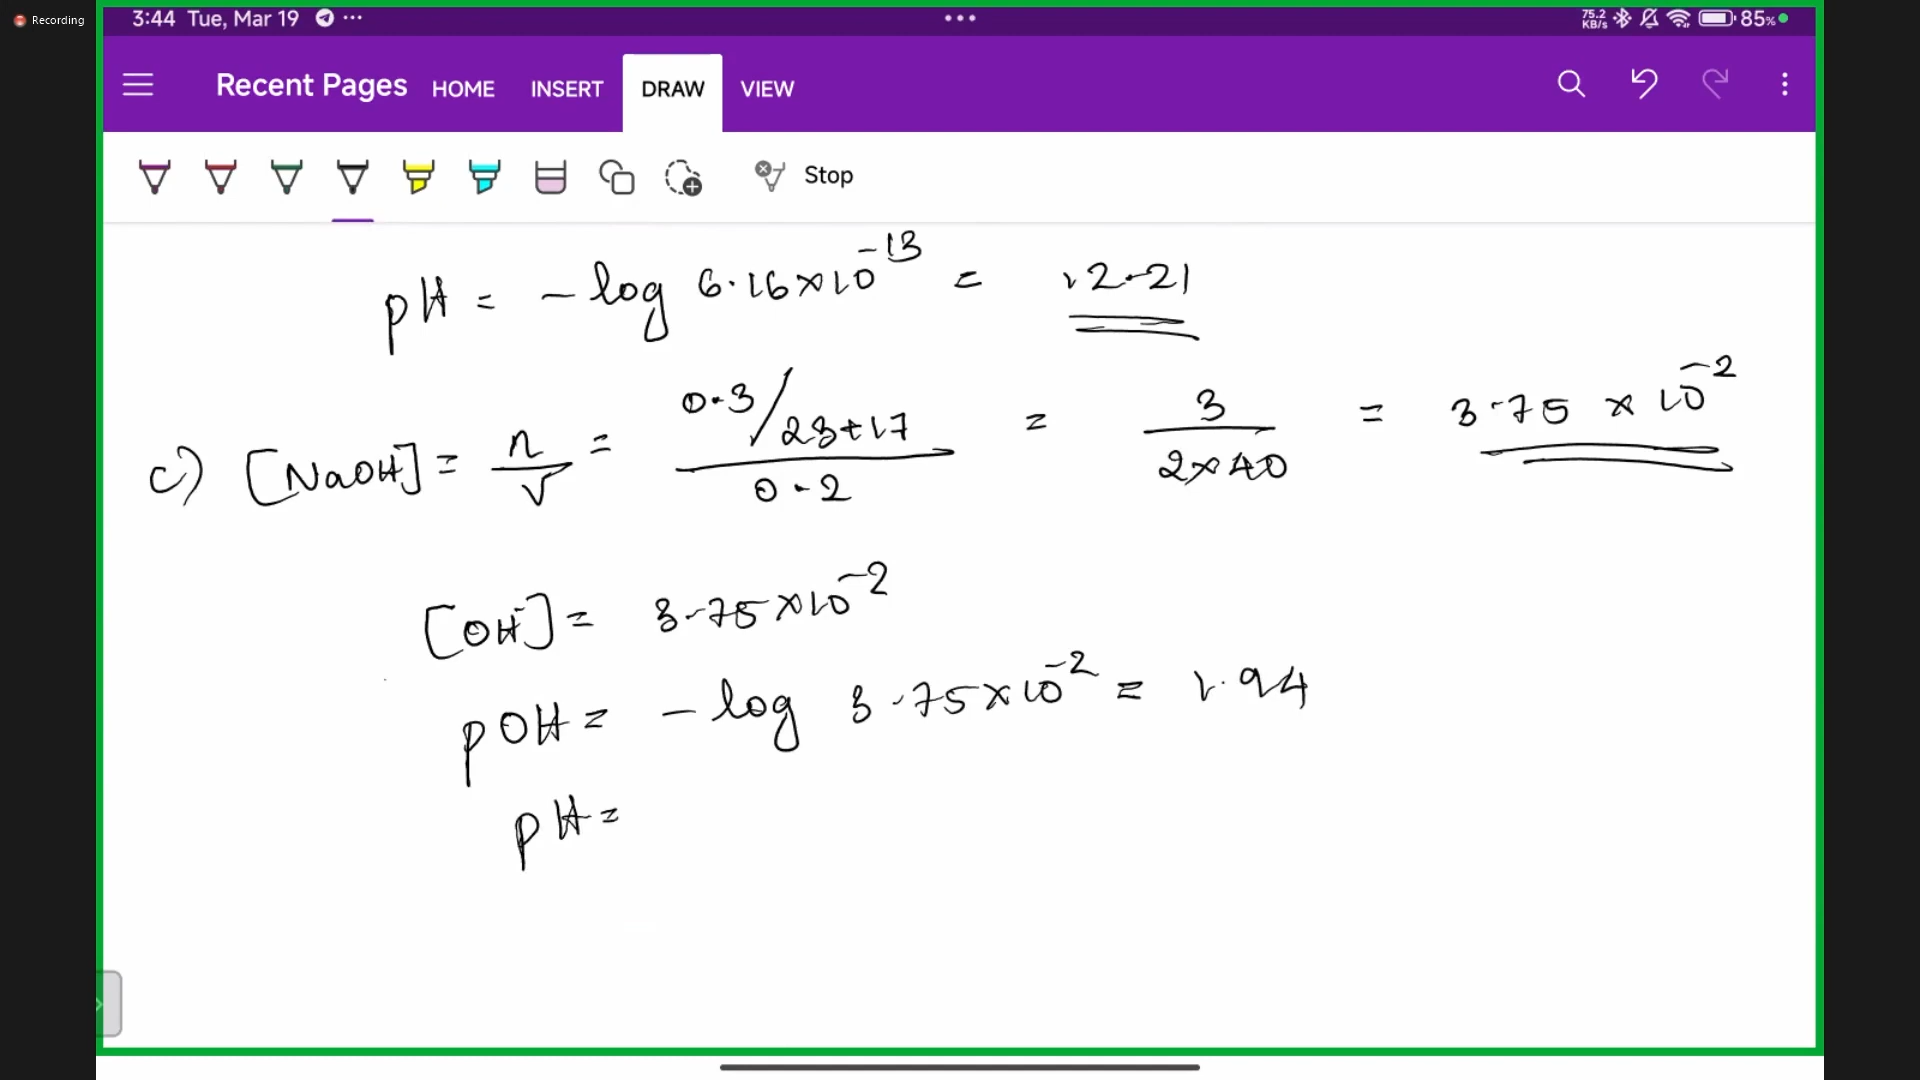 Recording
3:44 Tue, Mar 19 ... 75.2 KB/s 85%
Recent Pages HOME INSERT DRAW VIEW
Stop
pH = - log 6.16×10^-13 = 12.21
c) [NaOH] = n/V = (0.3/23+17)/0.2 = 3/(2×40) = 3.75 × 10^-2
[OH-] = 3.75×10^-2
pOH = - log 3.75×10^-2 = 1.94
pH =